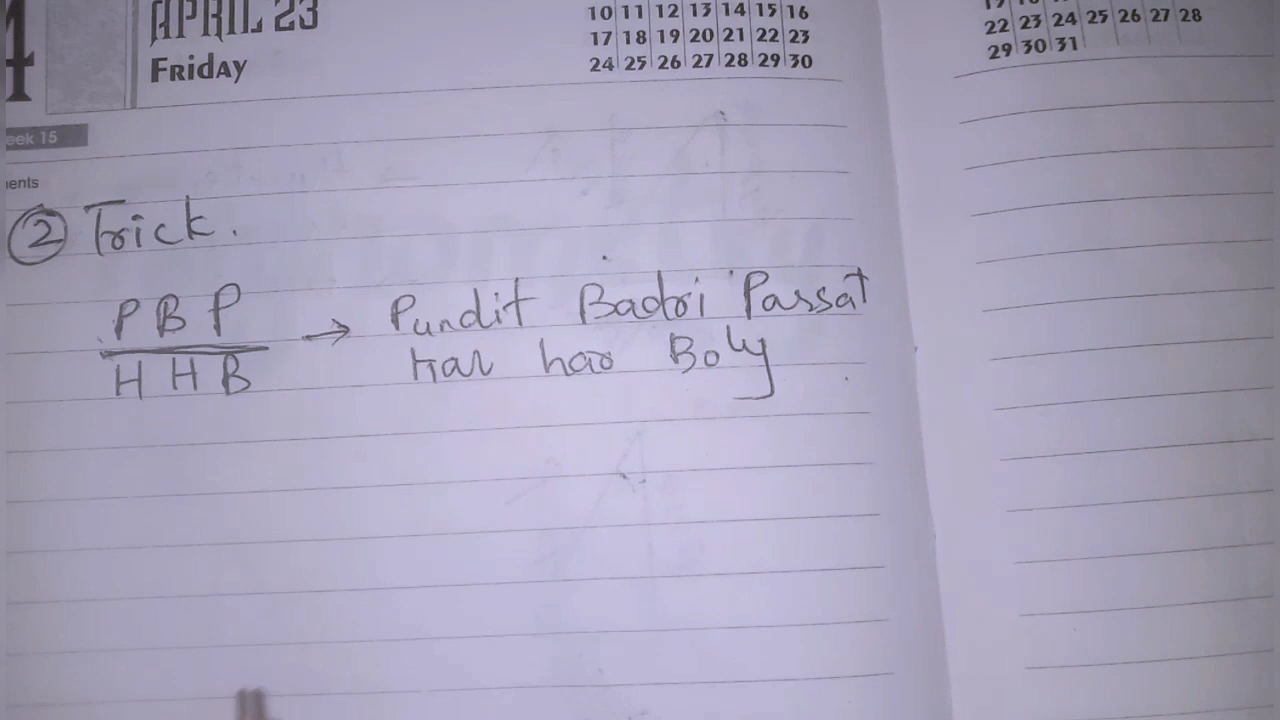 APRIL 23
Friday
10 11 12 13 14 15 16
17 18 19 20 21 22 23
24 25 26 27 28 29 30
22 23 24 25 26 27 28
29 30 31
eek 15
ents
② Trick.
P B P → Pundit Badri Passat
H H B Har har Boly